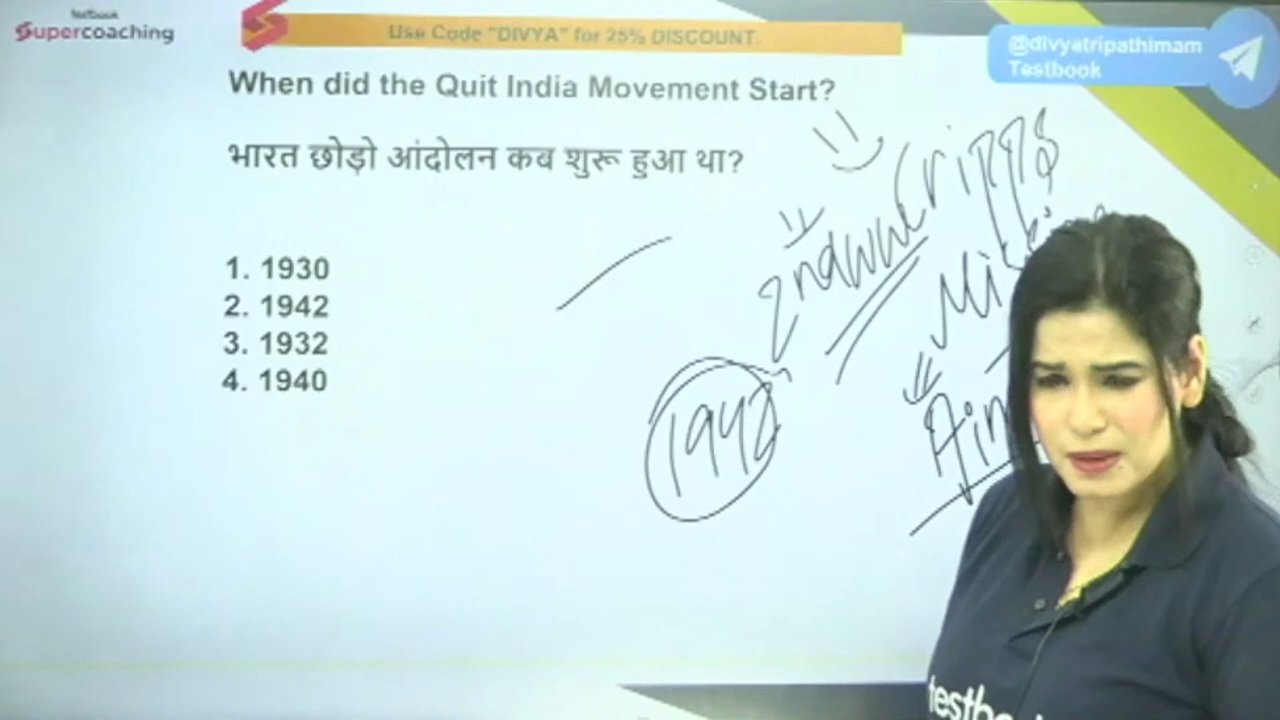 testbook
Supercoaching
Use Code "DIVYA" for 25% DISCOUNT.
@divyatripathimam
Testbook
When did the Quit India Movement Start?
भारत छोड़ो आंदोलन कब शुरू हुआ था?
1. 1930
2. 1942
3. 1932
4. 1940
Cripps
1942